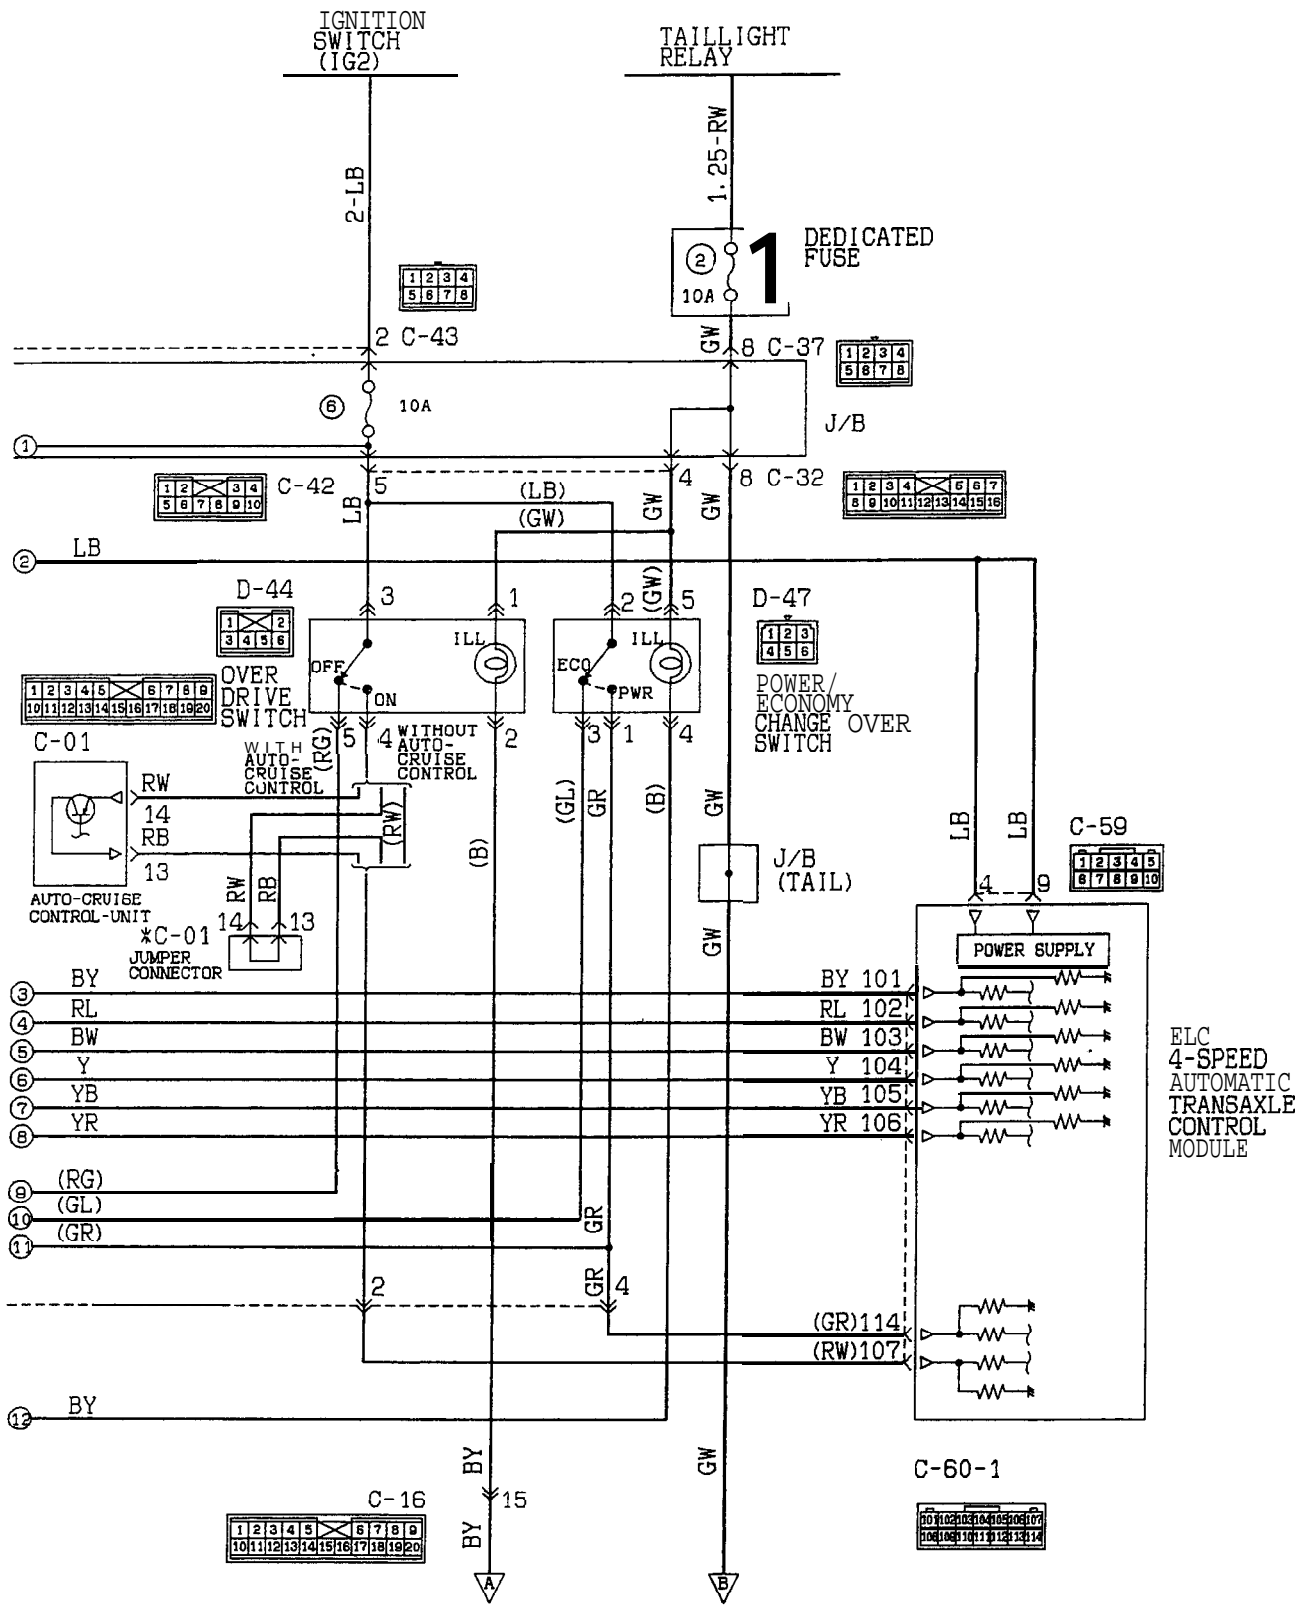 IGNITION
SWITCH
(IG2)
TAILLIGHT
RELAY
2-LB
1.25-RW
2
10A
1
DEDICATED
FUSE
1 2 3 4
5 6 7 8
2 C-43
GW
8 C-37
1 2 3 4
5 6 7 8
6
10A
J/B
1
1 2 3 4
5 6 7 8 9 10
C-42
5
4
8 C-32
1 2 3 4 5 6 7
8 9 10 11 12 13 14 15 16
LB
(LB)
(GW)
GW
GW
2
LB
D-44
3
1
2
(GW)
5
D-47
1 2
3 4 5 6
1 2 3
4 5 6
OFF
ON
ILL
ECO
PWR
ILL
OVER
DRIVE
SWITCH
1 2 3 4 5 6 7 8 9
10 11 12 13 14 15 16 17 18 19 20
C-01
POWER/
ECONOMY
CHANGE OVER
SWITCH
(RG)
5
4
2
3
1
4
WITH
AUTO-
CRUISE
CONTROL
WITHOUT
AUTO-
CRUISE
CONTROL
RW
14
RB
13
(RW)
(B)
(GL)
GR
(B)
GW
AUTO-CRUISE
CONTROL-UNIT
RW
RB
14
13
*C-01
JUMPER
CONNECTOR
J/B
(TAIL)
GW
LB
LB
C-59
1 2 3 4 5
6 7 8 9 10
4
9
POWER SUPPLY
3
BY
BY 101
4
RL
RL 102
5
BW
BW 103
6
Y
Y 104
7
YB
YB 105
8
YR
YR 106
ELC
4-SPEED
AUTOMATIC
TRANSAXLE
CONTROL
MODULE
9
(RG)
10
(GL)
11
(GR)
GR
2
GR
4
(GR)114
(RW)107
12
BY
BY
GW
C-60-1
101 102 103 104 105 106 107
108 109 110 111 112 113 114
C-16
15
1 2 3 4 5 6 7 8 9
10 11 12 13 14 15 16 17 18 19 20
BY
A
B